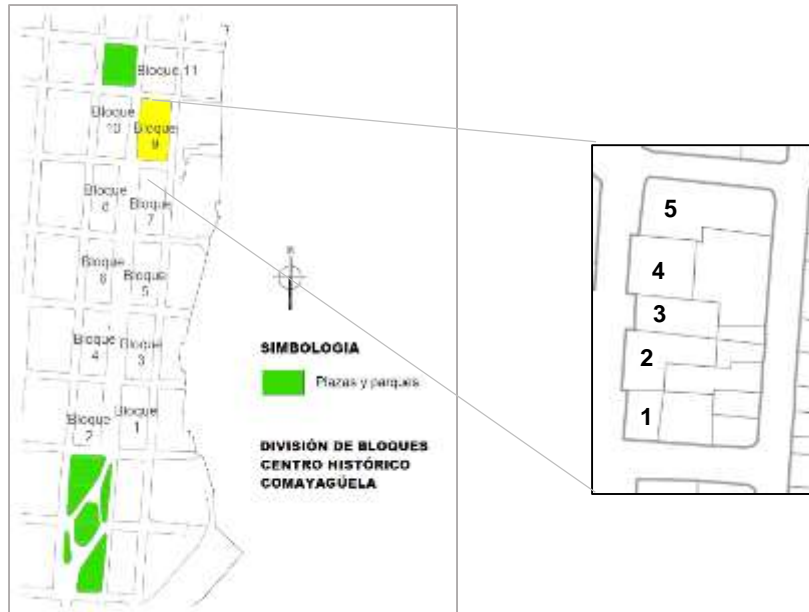 Bloque 11
Bloque
10
Bloque
9
Bloque
8
Bloque
7
Bloque
6
Bloque
5
Bloque
4
Bloque
3
Bloque
2
Bloque
1
N
SIMBOLOGIA
Plazas y parques
DIVISIÓN DE BLOQUES
CENTRO HISTÓRICO
COMAYAGÜELA
5
4
3
2
1